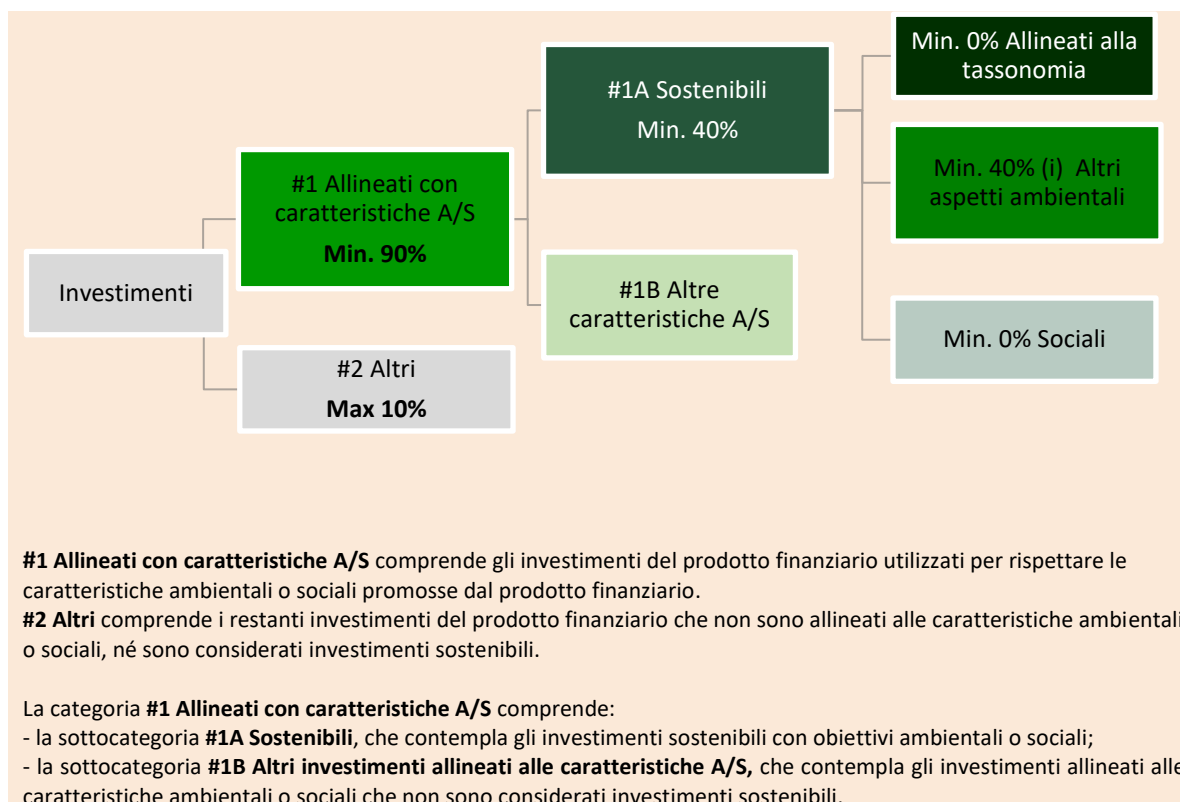 Investimenti
#1 Allineati con
caratteristiche A/S
Min. 90%
#2 Altri
Max 10%
#1A Sostenibili
Min. 40%
#1B Altre
caratteristiche A/S
Min. 0% Allineati alla
tassonomia
Min. 40% (i)  Altri
aspetti ambientali
Min. 0% Sociali
#1 Allineati con caratteristiche A/S comprende gli investimenti del prodotto finanziario utilizzati per rispettare le
caratteristiche ambientali o sociali promosse dal prodotto finanziario.
#2 Altri comprende i restanti investimenti del prodotto finanziario che non sono allineati alle caratteristiche ambientali
o sociali, né sono considerati investimenti sostenibili.
La categoria #1 Allineati con caratteristiche A/S comprende:
- la sottocategoria #1A Sostenibili, che contempla gli investimenti sostenibili con obiettivi ambientali o sociali;
- la sottocategoria #1B Altri investimenti allineati alle caratteristiche A/S, che contempla gli investimenti allineati alle
caratteristiche ambientali o sociali che non sono considerati investimenti sostenibili.